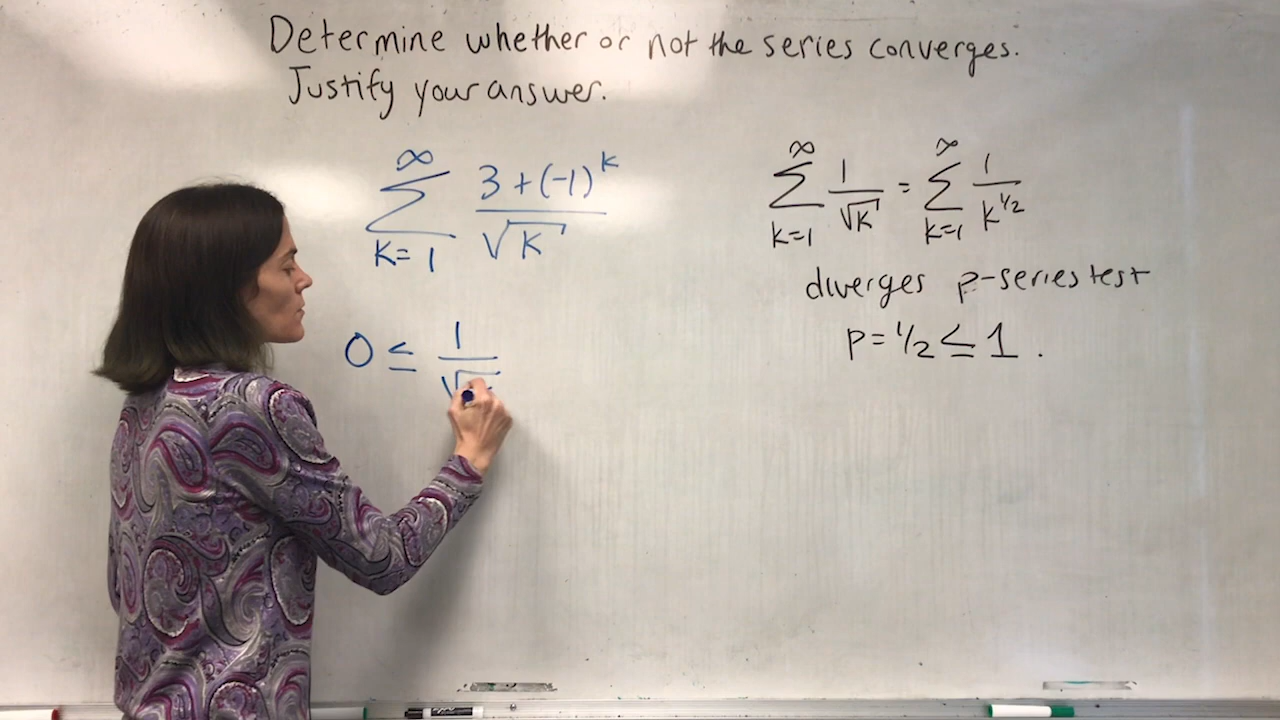 Determine whether or not the series converges.
Justify your answer.
∞
Σ (3+(-1)^k)/√k
k=1
0 ≤ 1/√
∞ ∞
Σ 1/√k = Σ 1/k^(1/2)
k=1 k=1
diverges p-series test
p = 1/2 ≤ 1.
expo